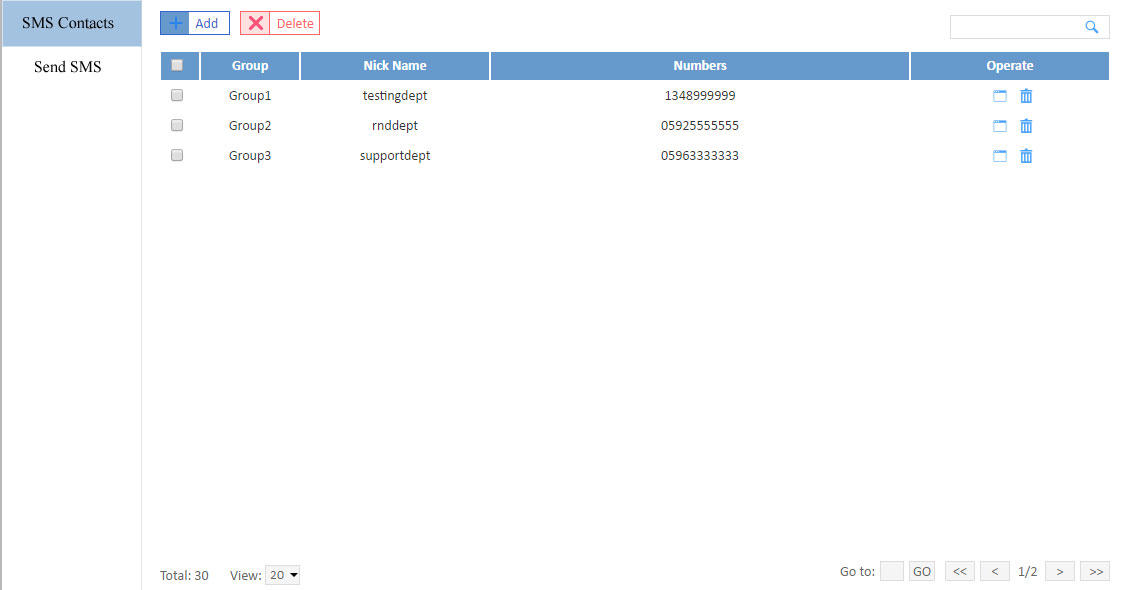 SMS Contacts
Send SMS
Add Delete
Group Nick Name Numbers Operate
Group1 testingdept 1348999999
Group2 rnddept 05925555555
Group3 supportdept 05963333333
Total: 30 View: 20 Go to: GO << < 1/2 > >>